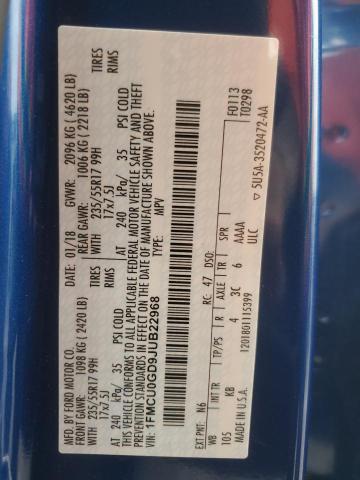 MFD. BY FORD MOTOR CO.
DATE: 01/18 GVWR: 2096 KG ( 4620 LB)
FRONT GAWR: 1098 KG ( 2420 LB) REAR GAWR: 1006 KG ( 2218 LB)
WITH 235/55R17 99H TIRES WITH 235/55R17 99H TIRES
17x7.5J RIMS 17x7.5J RIMS
AT 240 kPa/ 35 PSI COLD AT 240 kPa/ 35 PSI COLD
THIS VEHICLE CONFORMS TO ALL APPLICABLE FEDERAL MOTOR VEHICLE SAFETY AND THEFT
PREVENTION STANDARDS IN EFFECT ON THE DATE OF MANUFACTURE SHOWN ABOVE.
VIN: 1FMCU0GD9JUB22968
TYPE: MPV
EXT PNT: N6 RC: 47 DSO: F0113
T0298
WB INT TR TP/PS R AXLE TR SPR
105 KB 4 3C 6 AAAA
ULC
MADE IN U.S.A. 1201801115399 ▽ 5U5A-3520472-AA